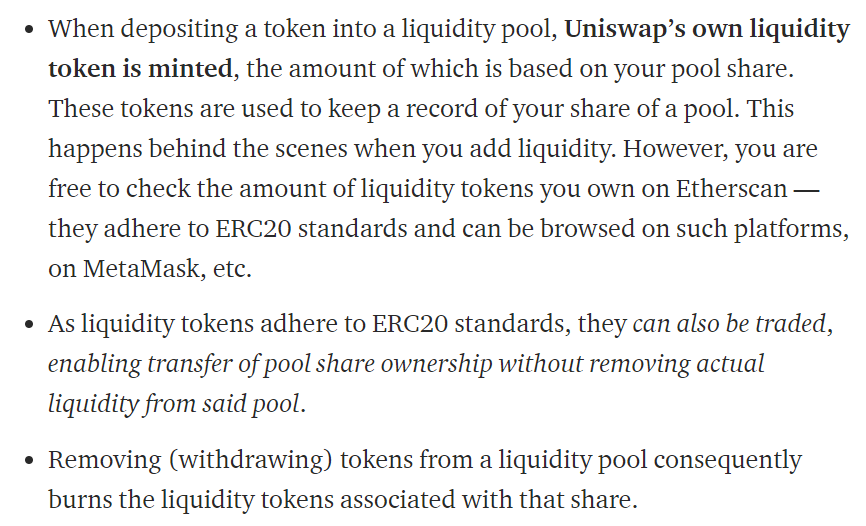 • When depositing a token into a liquidity pool, Uniswap’s own liquidity
token is minted, the amount of which is based on your pool share.
These tokens are used to keep a record of your share of a pool. This
happens behind the scenes when you add liquidity. However, you are
free to check the amount of liquidity tokens you own on Etherscan —
they adhere to ERC20 standards and can be browsed on such platforms,
on MetaMask, etc.
• As liquidity tokens adhere to ERC20 standards, they can also be traded,
enabling transfer of pool share ownership without removing actual
liquidity from said pool.
• Removing (withdrawing) tokens from a liquidity pool consequently
burns the liquidity tokens associated with that share.